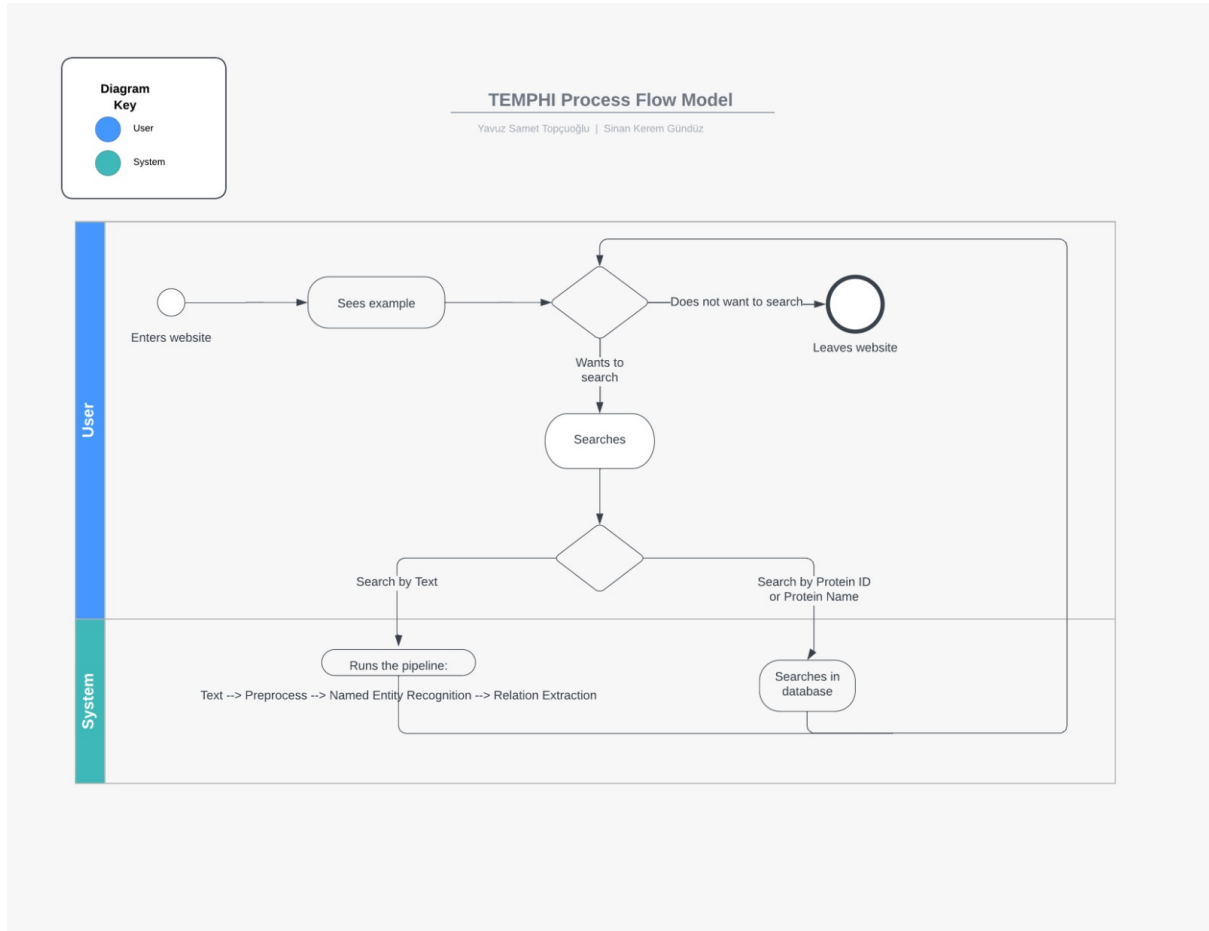 Diagram
Key
User
System
TEMPHI Process Flow Model
Yavuz Samet Topçuoğlu | Sinan Kerem Gündüz
User
Enters website
Sees example
Does not want to search
Leaves website
Wants to
search
Searches
Search by Text
Search by Protein ID
or Protein Name
System
Runs the pipeline:
Text --> Preprocess --> Named Entity Recognition --> Relation Extraction
Searches in
database